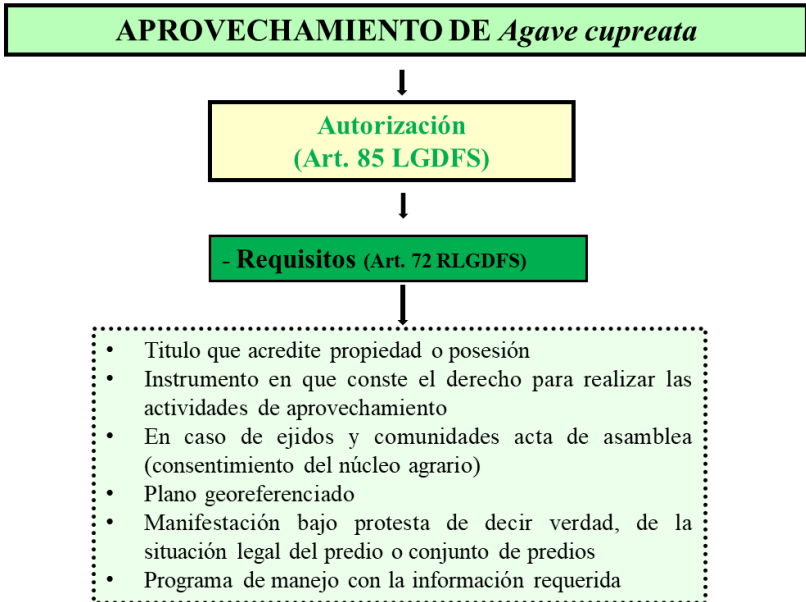 APROVECHAMIENTO DE Agave cupreata
Autorización
(Art. 85 LGDFS)
- Requisitos (Art. 72 RLGDFS)
• Titulo que acredite propiedad o posesión
• Instrumento en que conste el derecho para realizar las
actividades de aprovechamiento
• En caso de ejidos y comunidades acta de asamblea
(consentimiento del núcleo agrario)
• Plano georeferenciado
• Manifestación bajo protesta de decir verdad, de la
situación legal del predio o conjunto de predios
• Programa de manejo con la información requerida